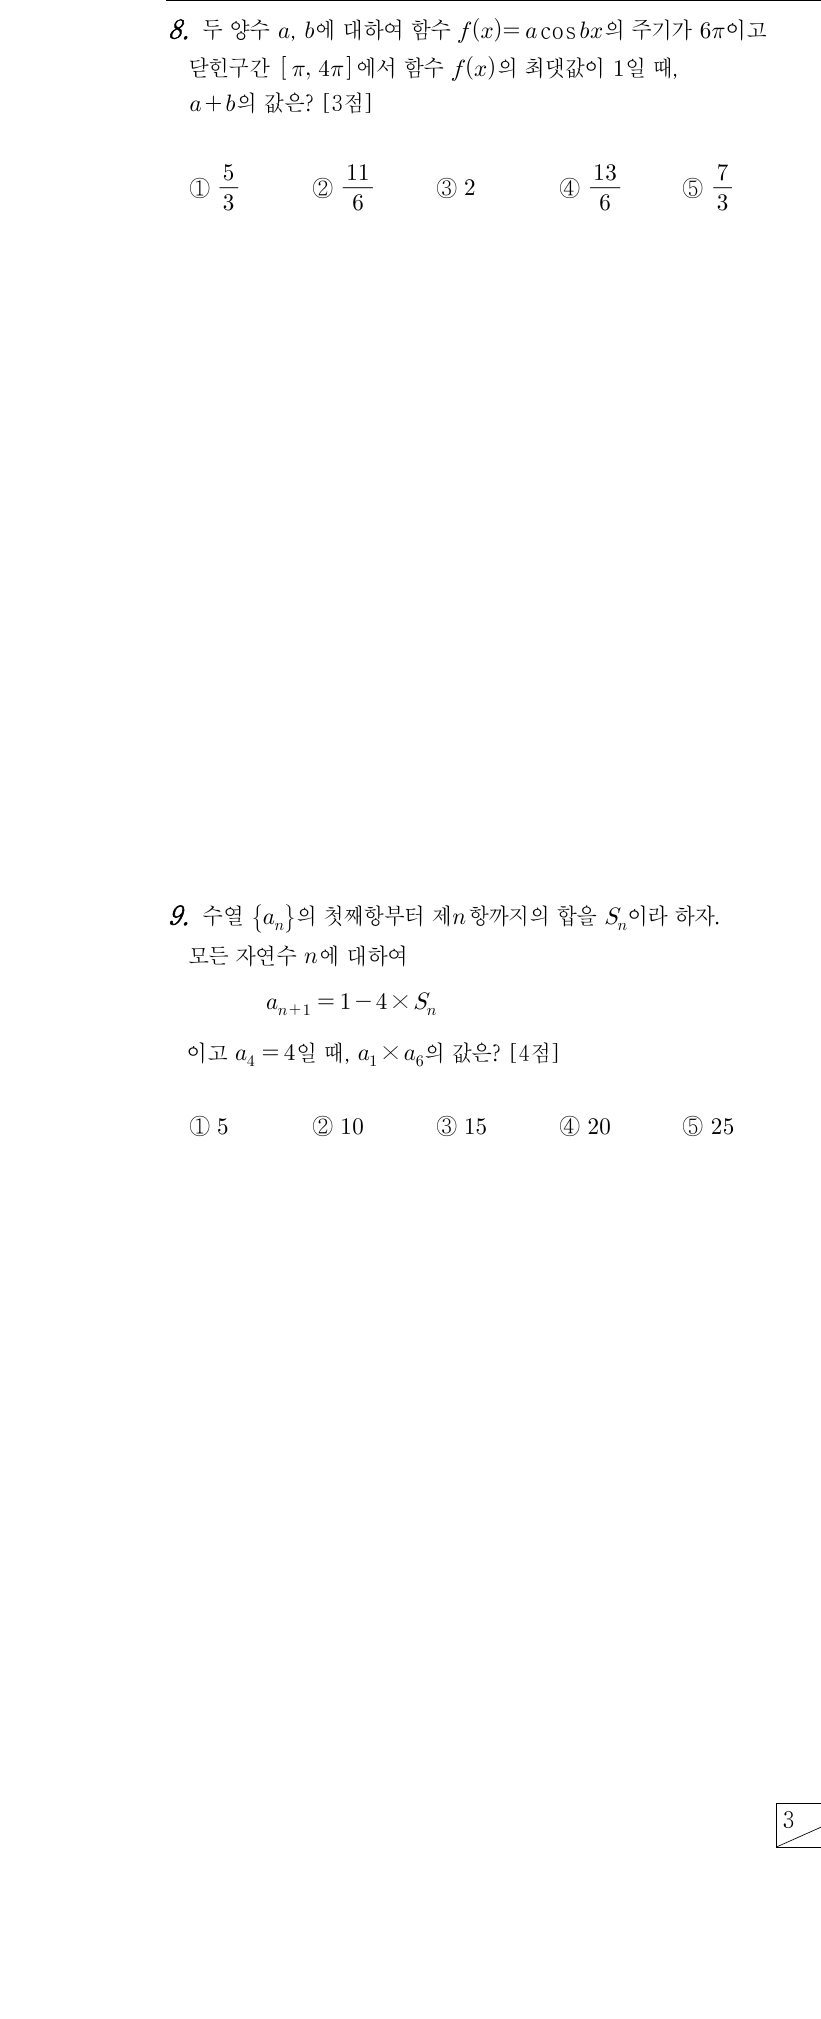 8. 두 양수 a, b에 대하여 함수 f(x)=acosbx의 주기가 6π이고
닫힌구간 [π, 4π]에서 함수 f(x)의 최댓값이 1일 때,
a+b의 값은? [3점]
① 5/3 ② 11/6 ③ 2 ④ 13/6 ⑤ 7/3
9. 수열 {aₙ}의 첫째항부터 제n항까지의 합을 Sₙ이라 하자.
모든 자연수 n에 대하여
aₙ₊₁ = 1-4×Sₙ
이고 a₄ = 4일 때, a₁×a₆의 값은? [4점]
① 5 ② 10 ③ 15 ④ 20 ⑤ 25
3